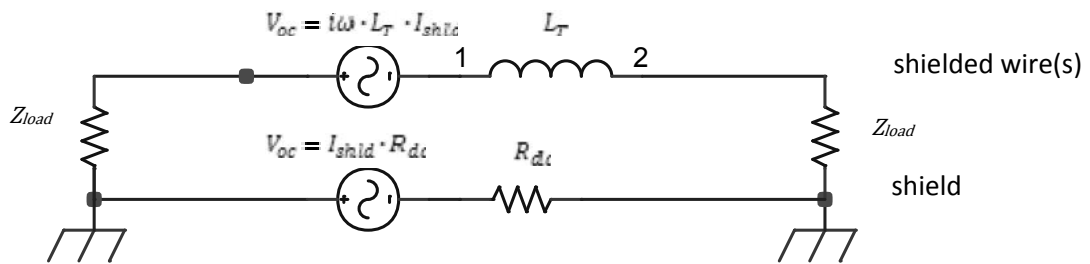 V_oc = iω · L_T · I_shld
L_T
1
2
shielded wire(s)
Z_load
Z_load
V_oc = I_shld · R_dc
R_dc
shield